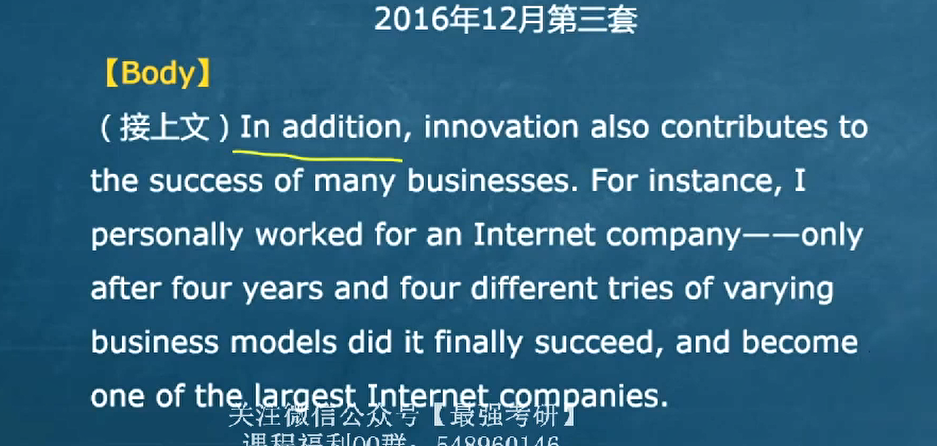 2016年12月第三套
【Body】
（接上文）In addition, innovation also contributes to
the success of many businesses. For instance, I
personally worked for an Internet company——only
after four years and four different tries of varying
business models did it finally succeed, and become
one of the largest Internet companies.
关注微信公众号【最强考研】
课程福利QQ群：548960146